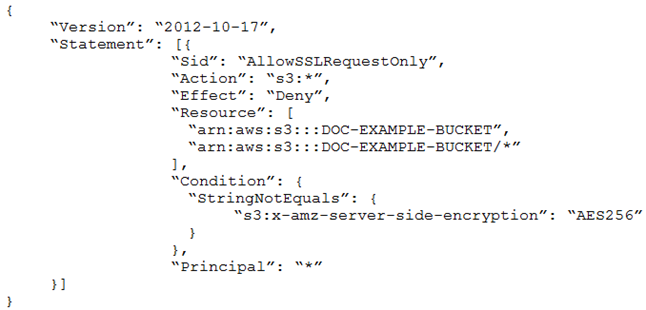 {
“Version”: “2012-10-17”,
“Statement”: [{
“Sid”: “AllowSSLRequestOnly”,
“Action”: “s3:*”,
“Effect”: “Deny”,
“Resource”: [
“arn:aws:s3:::DOC-EXAMPLE-BUCKET”,
“arn:aws:s3:::DOC-EXAMPLE-BUCKET/*”
],
“Condition”: {
“StringNotEquals”: {
“s3:x-amz-server-side-encryption”: “AES256”
}
},
“Principal”: “*”
}]
}